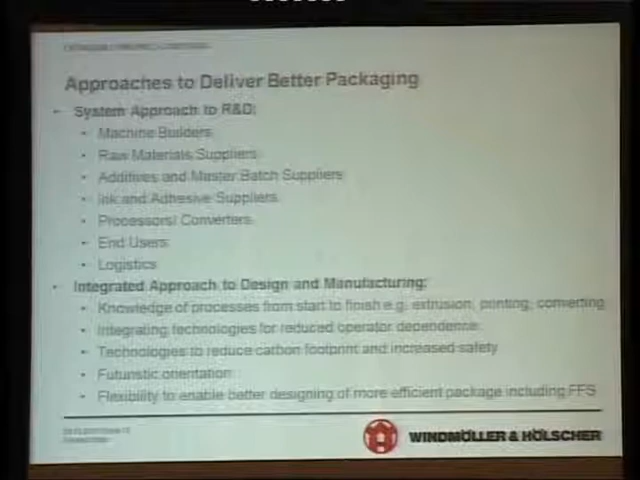 Approaches to Deliver Better Packaging
- System Approach to R&D:
• Machine Builders
• Raw Materials Suppliers
• Additives and Master Batch Suppliers
• Ink and Adhesive Suppliers
• Processors/ Converters
• End Users
• Logistics
• Integrated Approach to Design and Manufacturing:
• Knowledge of processes from start to finish e.g. extrusion, printing, converting
• Integrating technologies for reduced operator dependence
• Technologies to reduce carbon footprint and increased safety
• Futuristic orientation
• Flexibility to enable better designing of more efficient package including FFS
WINDMÖLLER & HÖLSCHER